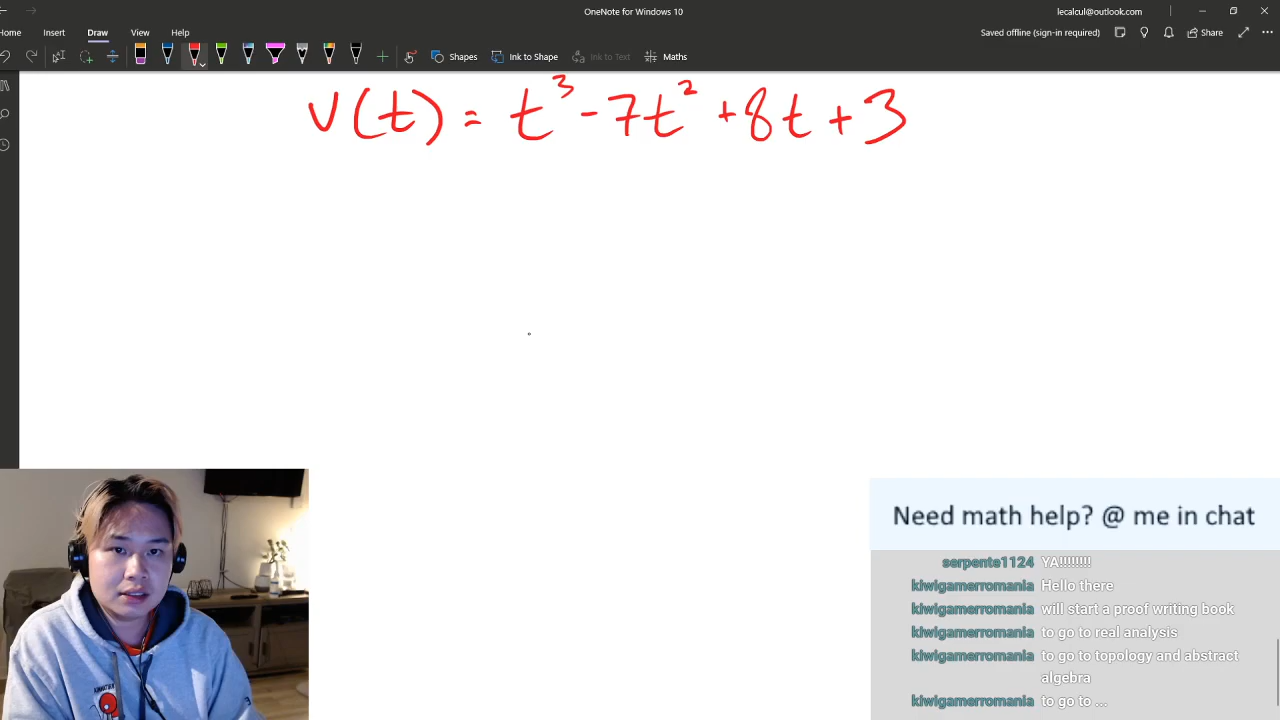 OneNote for Windows 10
lecalcul@outlook.com
Home Insert Draw View Help
Saved offline (sign-in required) Share
Shapes Ink to Shape Ink to Text Maths
V(t) = t³ - 7t² + 8t + 3
Need math help? @ me in chat
serpente1124 YA!!!!!!!!
kiwigamerromania Hello there
kiwigamerromania will start a proof writing book
kiwigamerromania to go to real analysis
kiwigamerromania to go to topology and abstract
algebra
kiwigamerromania to go to ...